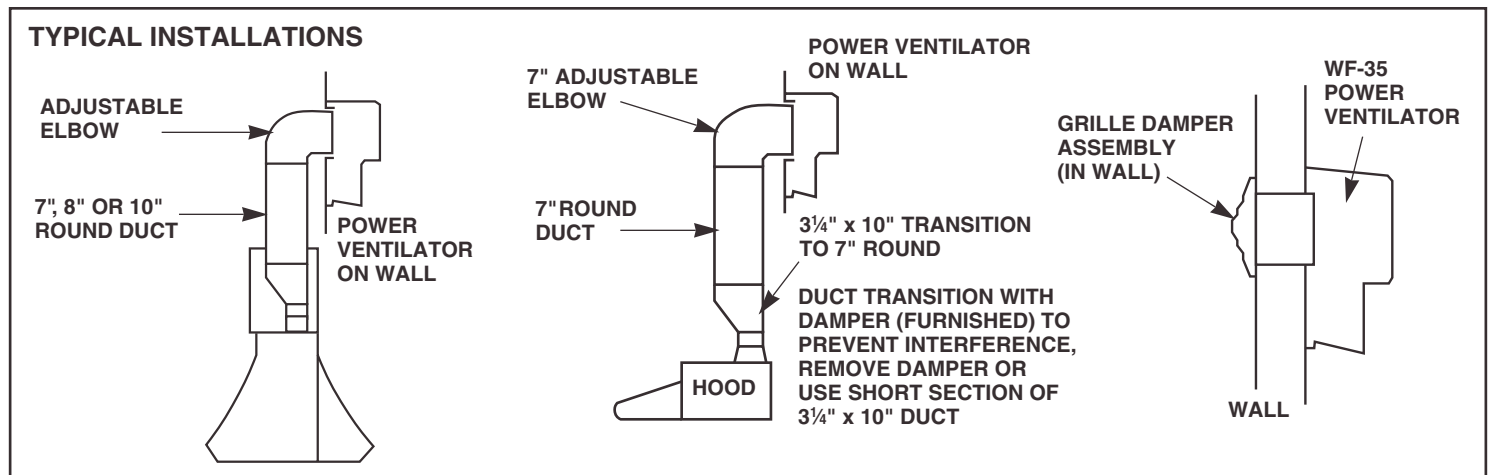 TYPICAL INSTALLATIONS
ADJUSTABLE
ELBOW
7", 8" OR 10"
ROUND DUCT
POWER
VENTILATOR
ON WALL
7" ADJUSTABLE
ELBOW
POWER VENTILATOR
ON WALL
7" ROUND
DUCT
3¼" x 10" TRANSITION
TO 7" ROUND
DUCT TRANSITION WITH
DAMPER (FURNISHED) TO
PREVENT INTERFERENCE,
REMOVE DAMPER OR
USE SHORT SECTION OF
3¼" x 10" DUCT
HOOD
GRILLE DAMPER
ASSEMBLY
(IN WALL)
WF-35
POWER
VENTILATOR
WALL